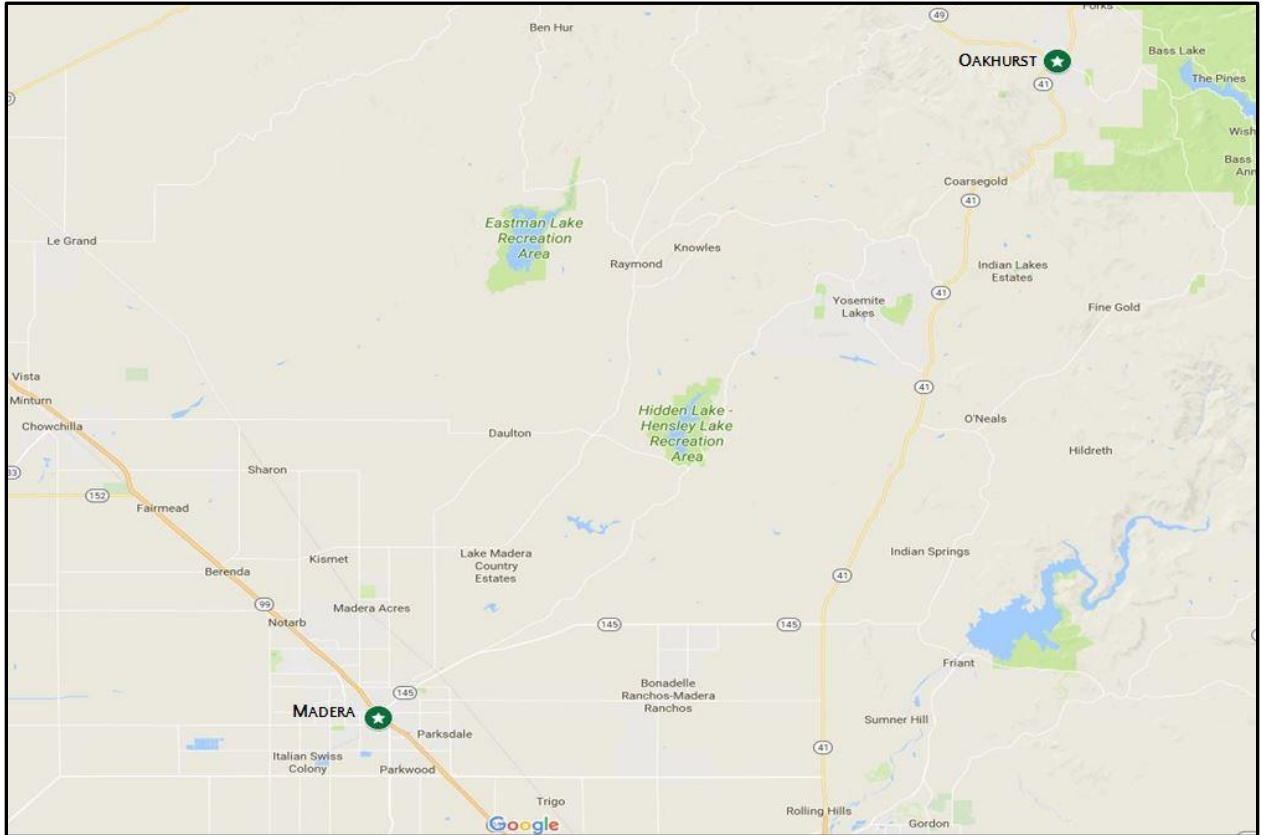 Forks
Ben Hur
49
OAKHURST
41
Bass Lake
The Pines
Wish
Bass
Ann
Coarsegold
41
Eastman Lake
Recreation
Area
Le Grand
Knowles
Raymond
Indian Lakes
Estates
41
Yosemite
Lakes
Fine Gold
Vista
Minturn
41
Chowchilla
Hidden Lake -
Hensley Lake
Recreation
Area
O'Neals
Daulton
Hildreth
33
Sharon
152
Fairmead
Indian Springs
Kismet
Lake Madera
Country
Estates
Berenda
41
99
Madera Acres
Notarb
145
145
Friant
Bonadelle
Ranchos-Madera
Ranchos
145
MADERA
Sumner Hill
Parksdale
41
Italian Swiss
Colony
Parkwood
Trigo
Rolling Hills
Google
Gordon